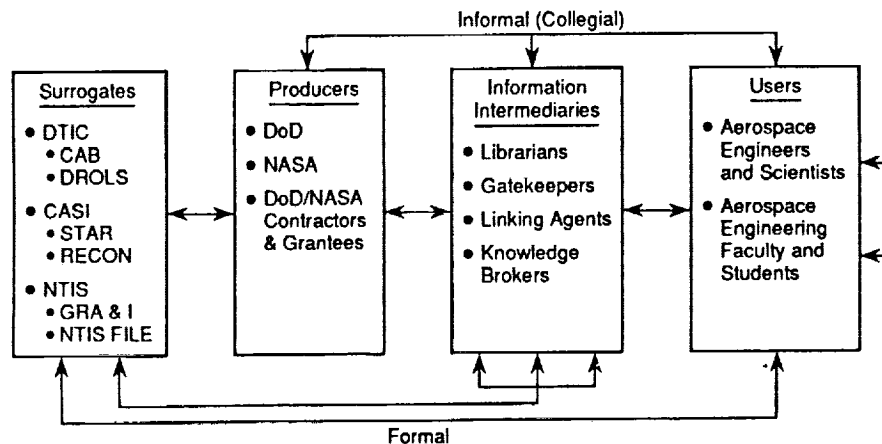 Informal (Collegial)
Surrogates
• DTIC
• CAB
• DROLS
• CASI
• STAR
• RECON
• NTIS
• GRA & I
• NTIS FILE
Producers
• DoD
• NASA
• DoD/NASA
Contractors
& Grantees
Information
Intermediaries
• Librarians
• Gatekeepers
• Linking Agents
• Knowledge
Brokers
Users
• Aerospace
Engineers
and Scientists
• Aerospace
Engineering
Faculty and
Students
Formal